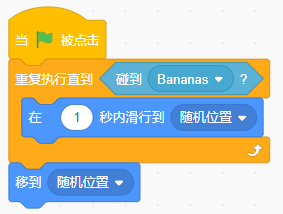 当 被点击
重复执行直到 碰到 Bananas ?
在 1 秒内滑行到 随机位置
移到 随机位置